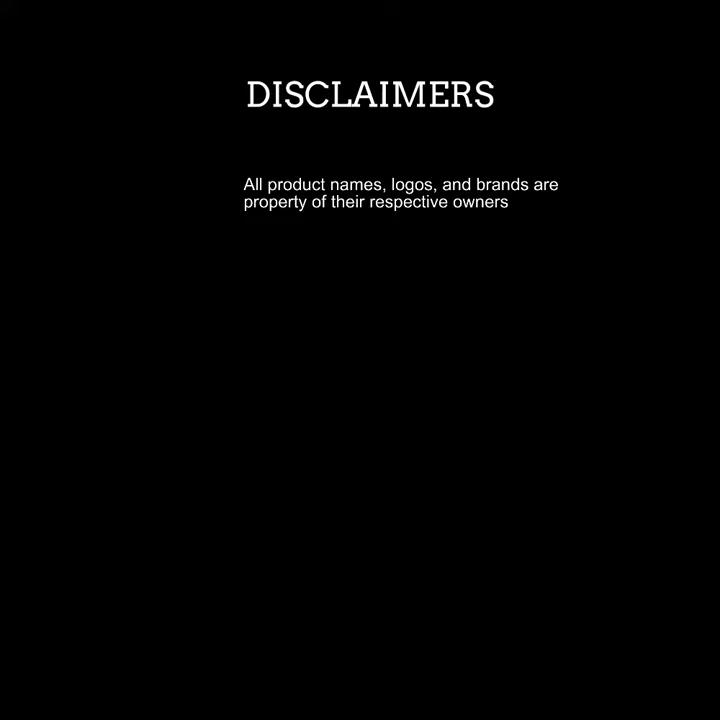 DISCLAIMERS
All product names, logos, and brands are
property of their respective owners